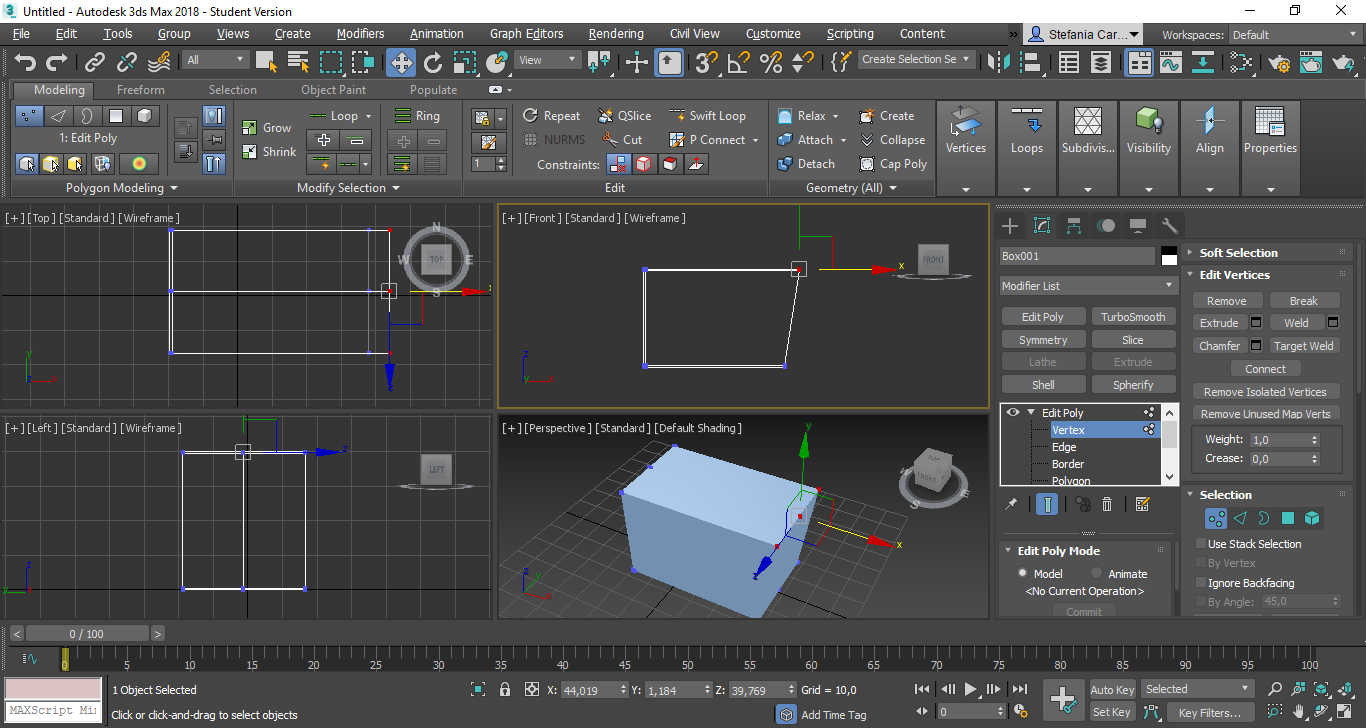 Untitled - Autodesk 3ds Max 2018 - Student Version
File Edit Tools Group Views Create Modifiers Animation Graph Editors Rendering Civil View Customize Scripting Content » Stefania Car... Workspaces: Default
All View Create Selection Se
Modeling Freeform Selection Object Paint Populate
1: Edit Poly
Polygon Modeling
Grow
Shrink
Loop
Ring
Modify Selection
1
Repeat QSlice Swift Loop
NURMS Cut P Connect
Constraints:
Edit
Relax Create
Attach Collapse
Detach Cap Poly
Geometry (All)
Vertices Loops Subdivis... Visibility Align Properties
[+] [Top] [Standard] [Wireframe]
N
W TOP E
S
x
y
z x
z
[+] [Front] [Standard] [Wireframe]
FRONT
x
z
y x
[+] [Left] [Standard] [Wireframe]
LEFT
z
z
y x
[+] [Perspective] [Standard] [Default Shading]
TOP
FRONT
W
S E
y
x
z
z
y
x
Box001
Modifier List
Edit Poly TurboSmooth
Symmetry Slice
Lathe Extrude
Shell Spherify
Edit Poly
Vertex
Edge
Border
Polygon
Edit Poly Mode
Model Animate
<No Current Operation>
Commit
Soft Selection
Edit Vertices
Remove Break
Extrude Weld
Chamfer Target Weld
Connect
Remove Isolated Vertices
Remove Unused Map Verts
Weight: 1,0
Crease: 0,0
Selection
Use Stack Selection
By Vertex
Ignore Backfacing
By Angle: 45,0
< 0 / 100 >
0 5 10 15 20 25 30 35 40 45 50 55 60 65 70 75 80 85 90 95 100
1 Object Selected
MAXScript Mi
Click or click-and-drag to select objects
X: 44,019 Y: 1,184 Z: 39,769 Grid = 10,0
Add Time Tag
0
Auto Key Selected
Set Key Key Filters...